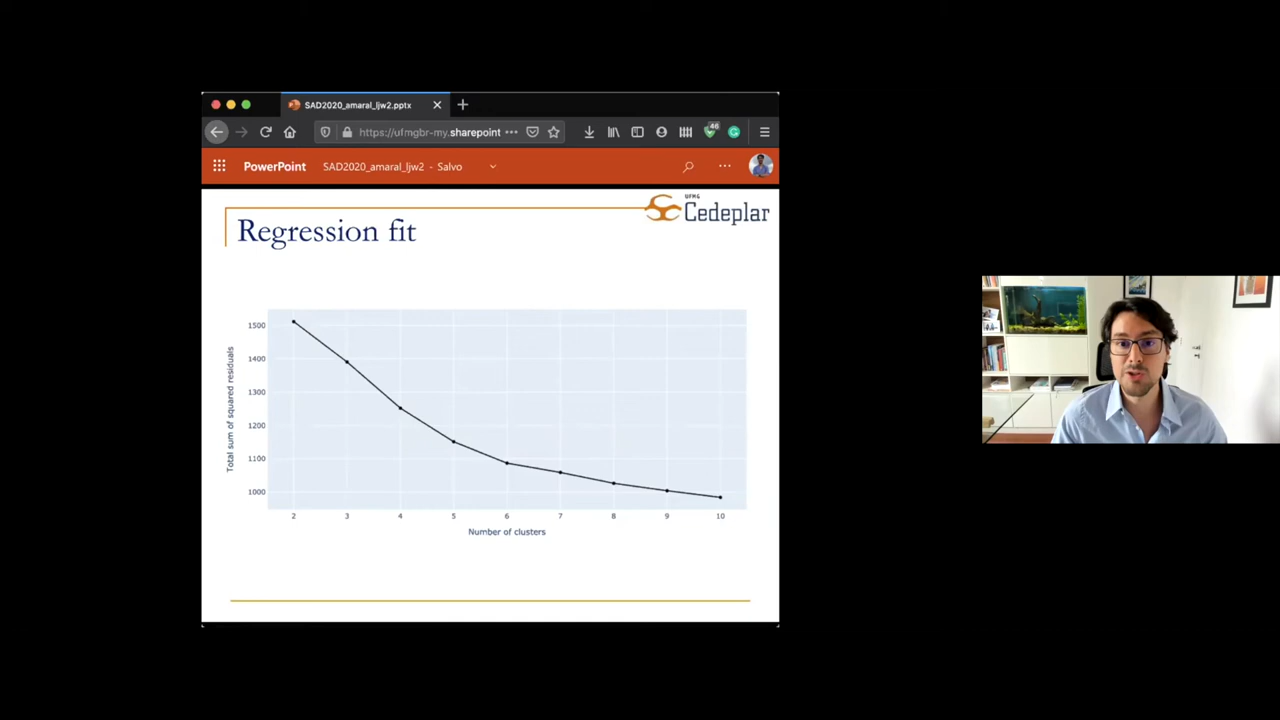 SAD2020_amaral_ljw2.pptx
https://ufmgbr-my.sharepoint
46
PowerPoint SAD2020_amaral_ljw2 - Salvo
UFMG
Cedeplar
Regression fit
Total sum of squared residuals
1500
1400
1300
1200
1100
1000
2 3 4 5 6 7 8 9 10
Number of clusters